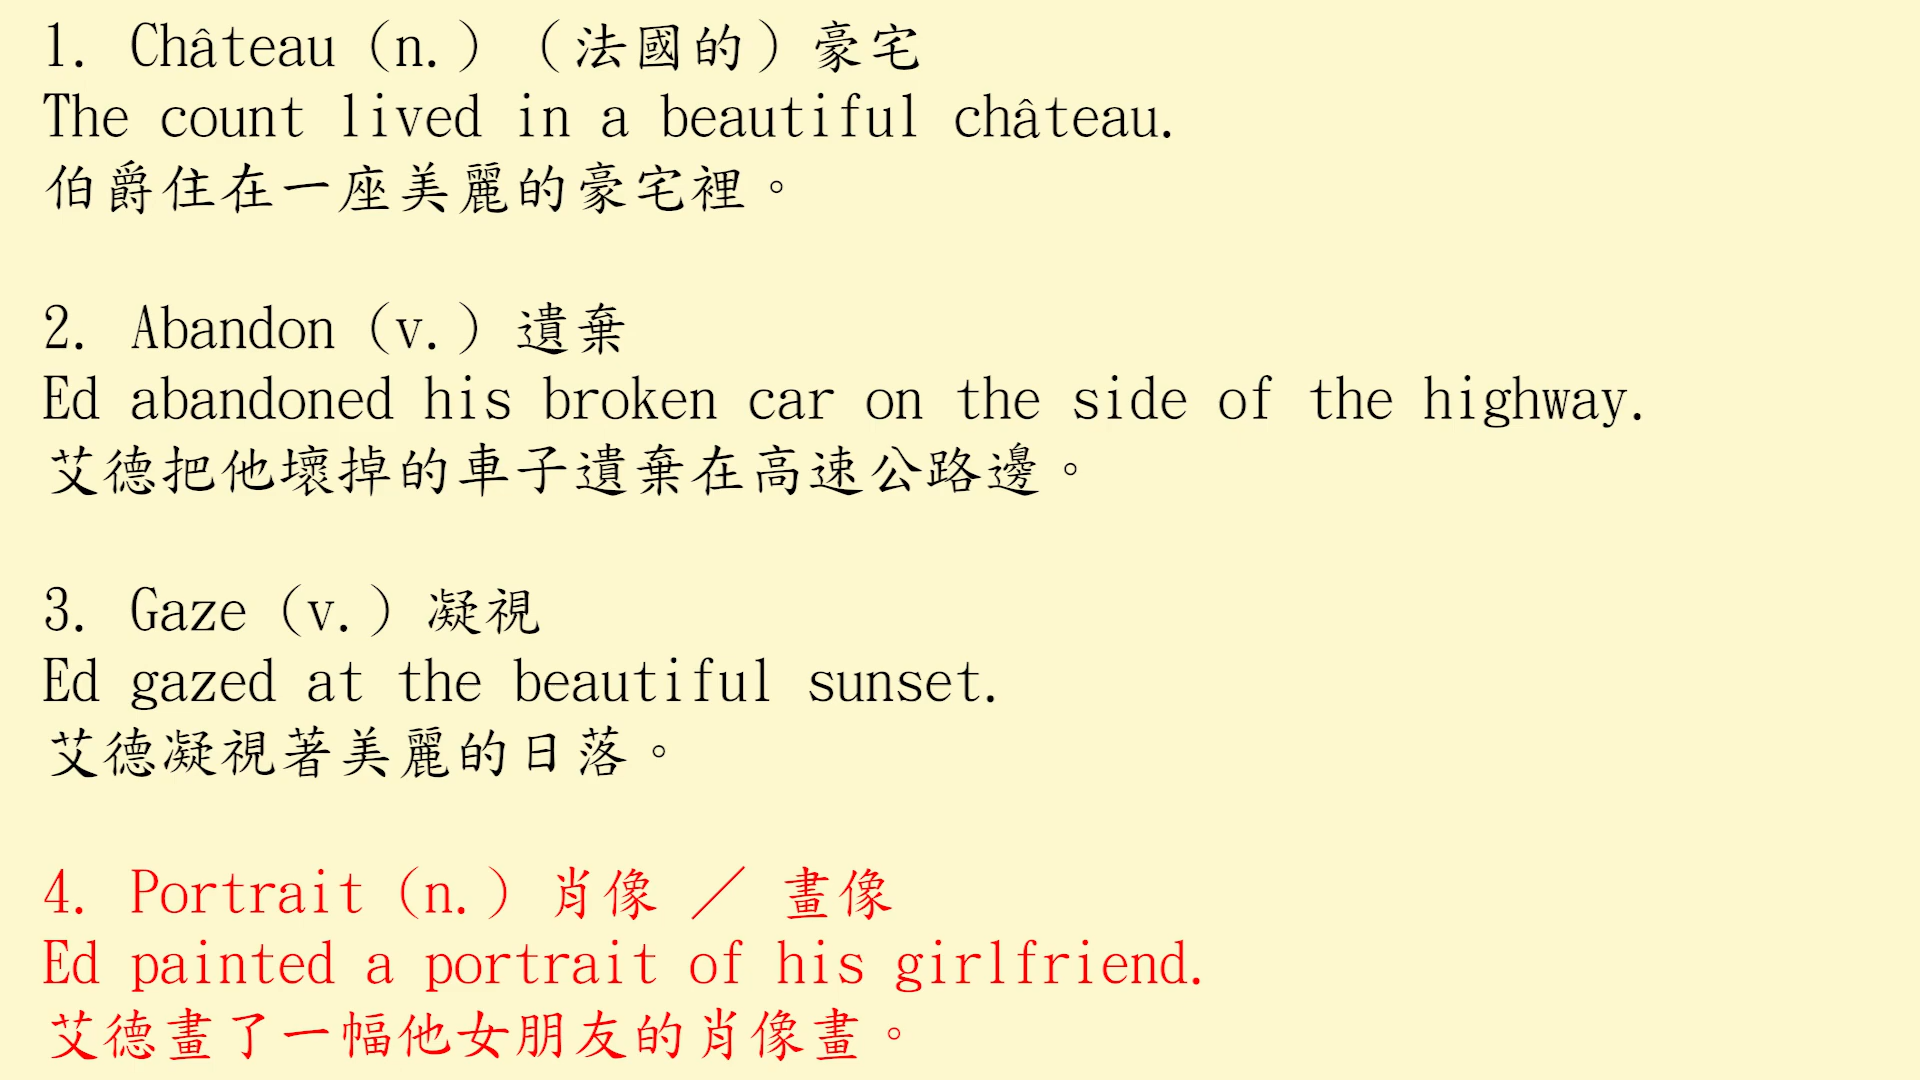 1. Château (n.) （法國的）豪宅
The count lived in a beautiful château.
伯爵住在一座美麗的豪宅裡。
2. Abandon (v.) 遺棄
Ed abandoned his broken car on the side of the highway.
艾德把他壞掉的車子遺棄在高速公路邊。
3. Gaze (v.) 凝視
Ed gazed at the beautiful sunset.
艾德凝視著美麗的日落。
4. Portrait (n.) 肖像 ／ 畫像
Ed painted a portrait of his girlfriend.
艾德畫了一幅他女朋友的肖像畫。